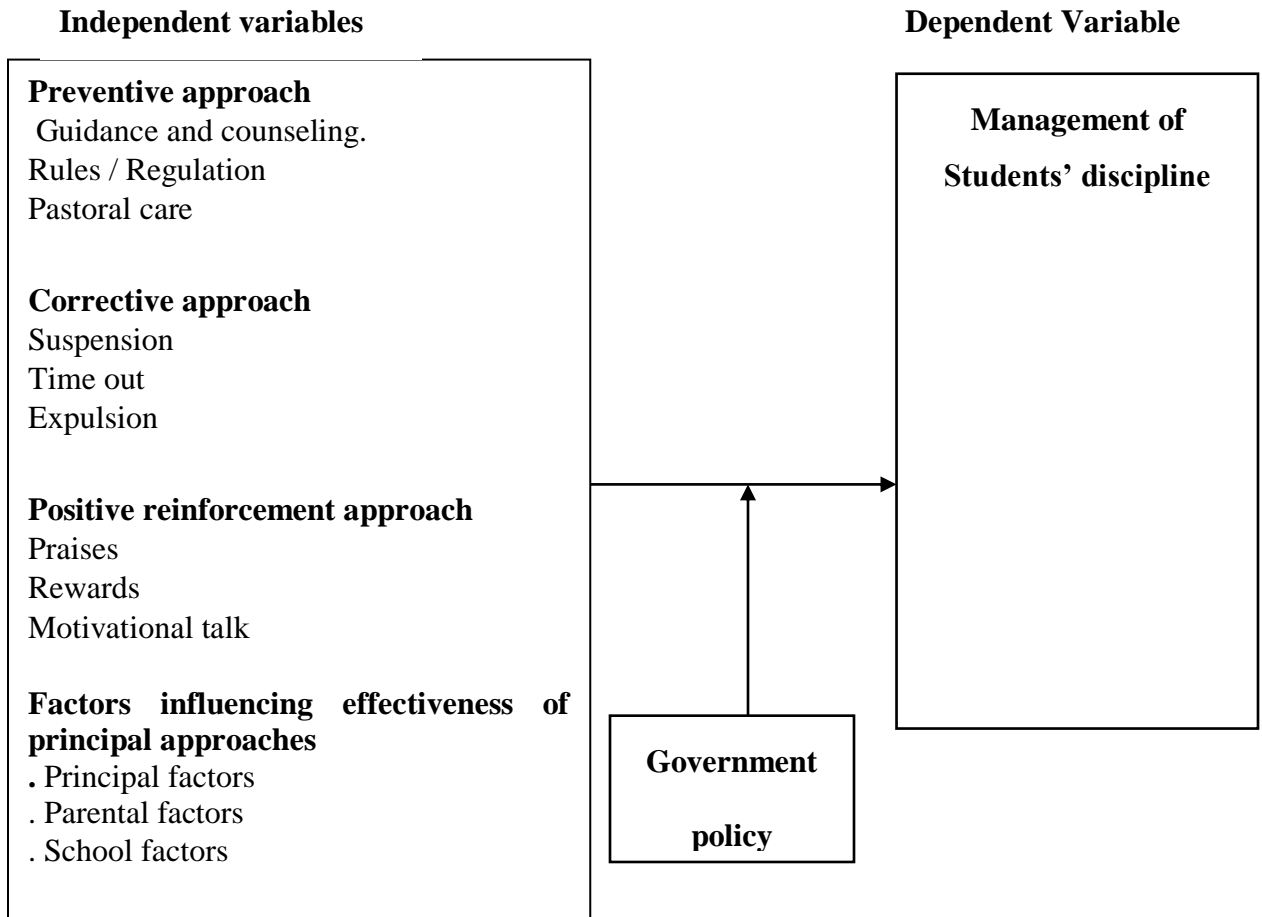 Independent variables
Dependent Variable
Preventive approach
Guidance and counseling.
Rules / Regulation
Pastoral care
Corrective approach
Suspension
Time out
Expulsion
Positive reinforcement approach
Praises
Rewards
Motivational talk
Factors influencing effectiveness of
principal approaches
. Principal factors
. Parental factors
. School factors
Government
policy
Management of
Students’ discipline